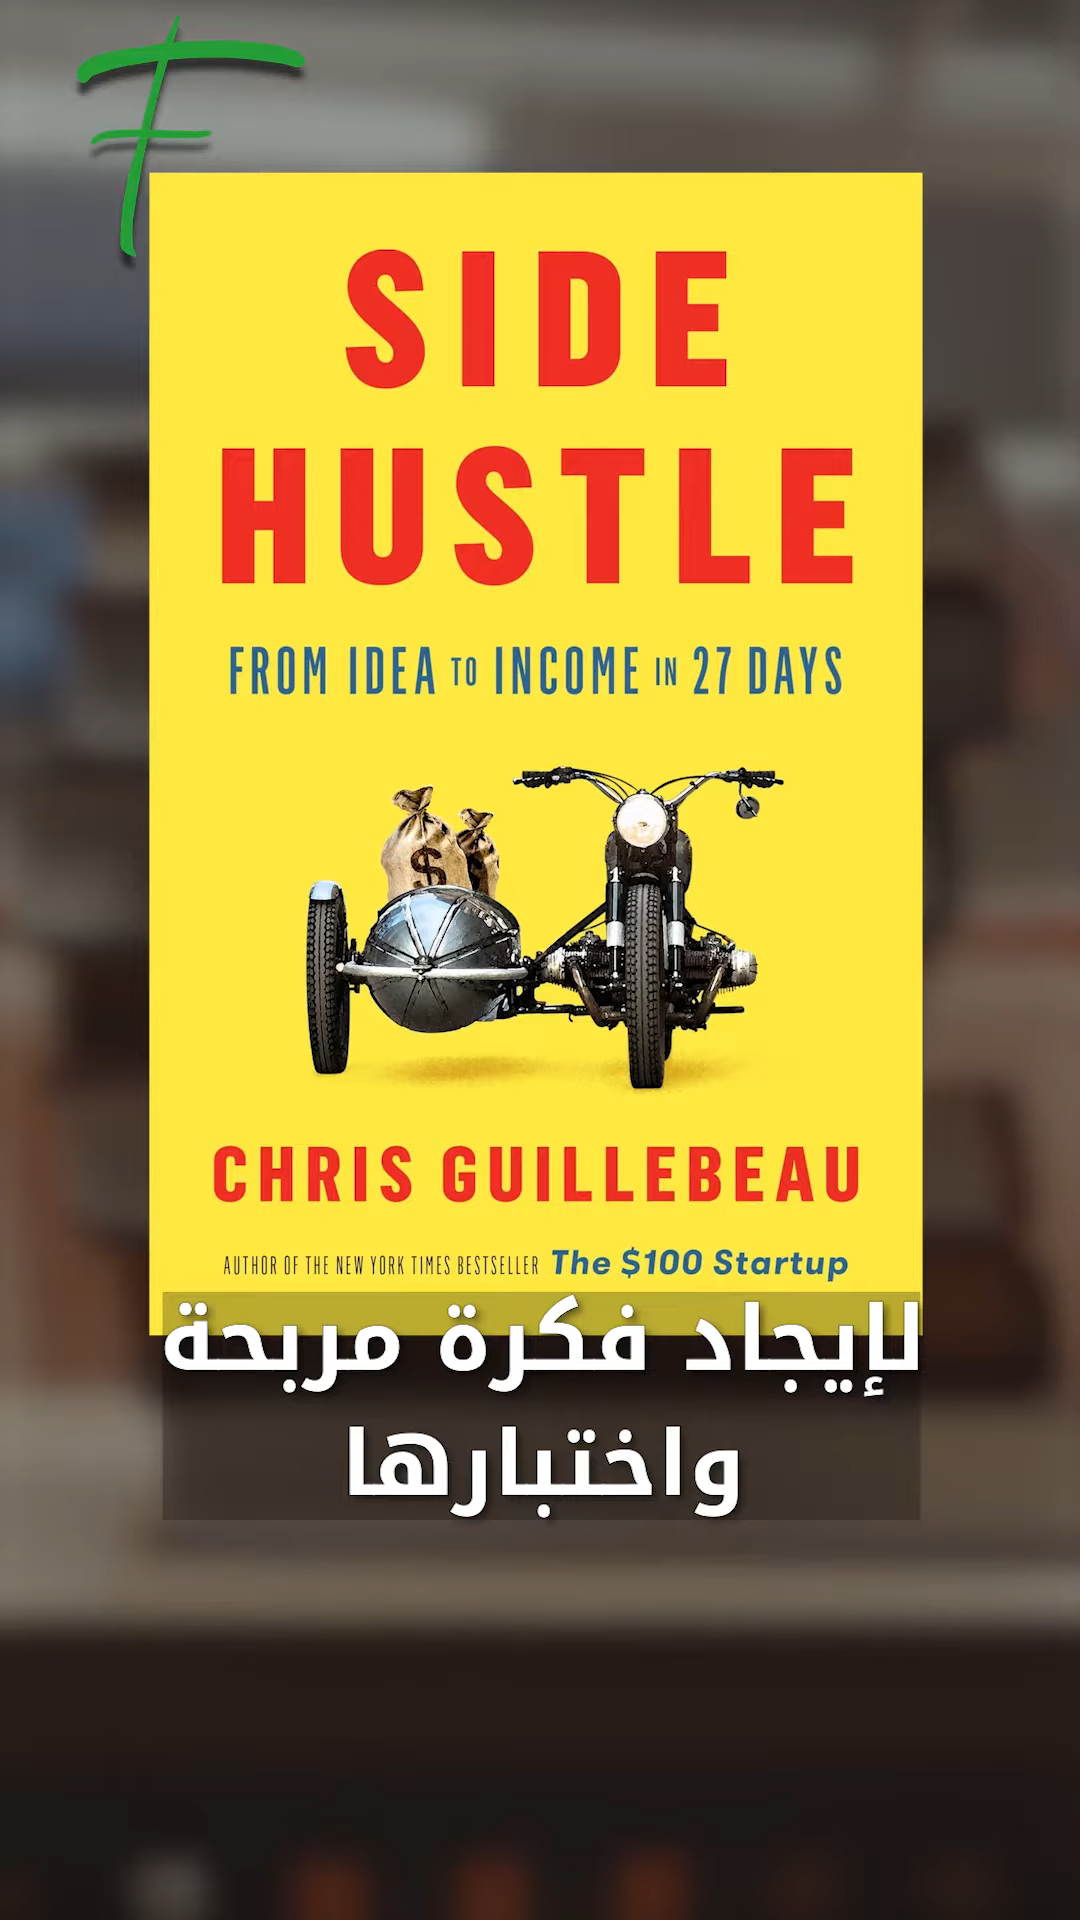 F
SIDE
HUSTLE
FROM IDEA TO INCOME IN 27 DAYS
$
CHRIS GUILLEBEAU
AUTHOR OF THE NEW YORK TIMES BESTSELLER The $100 Startup
لإيجاد فكرة مربحة
واختبارها